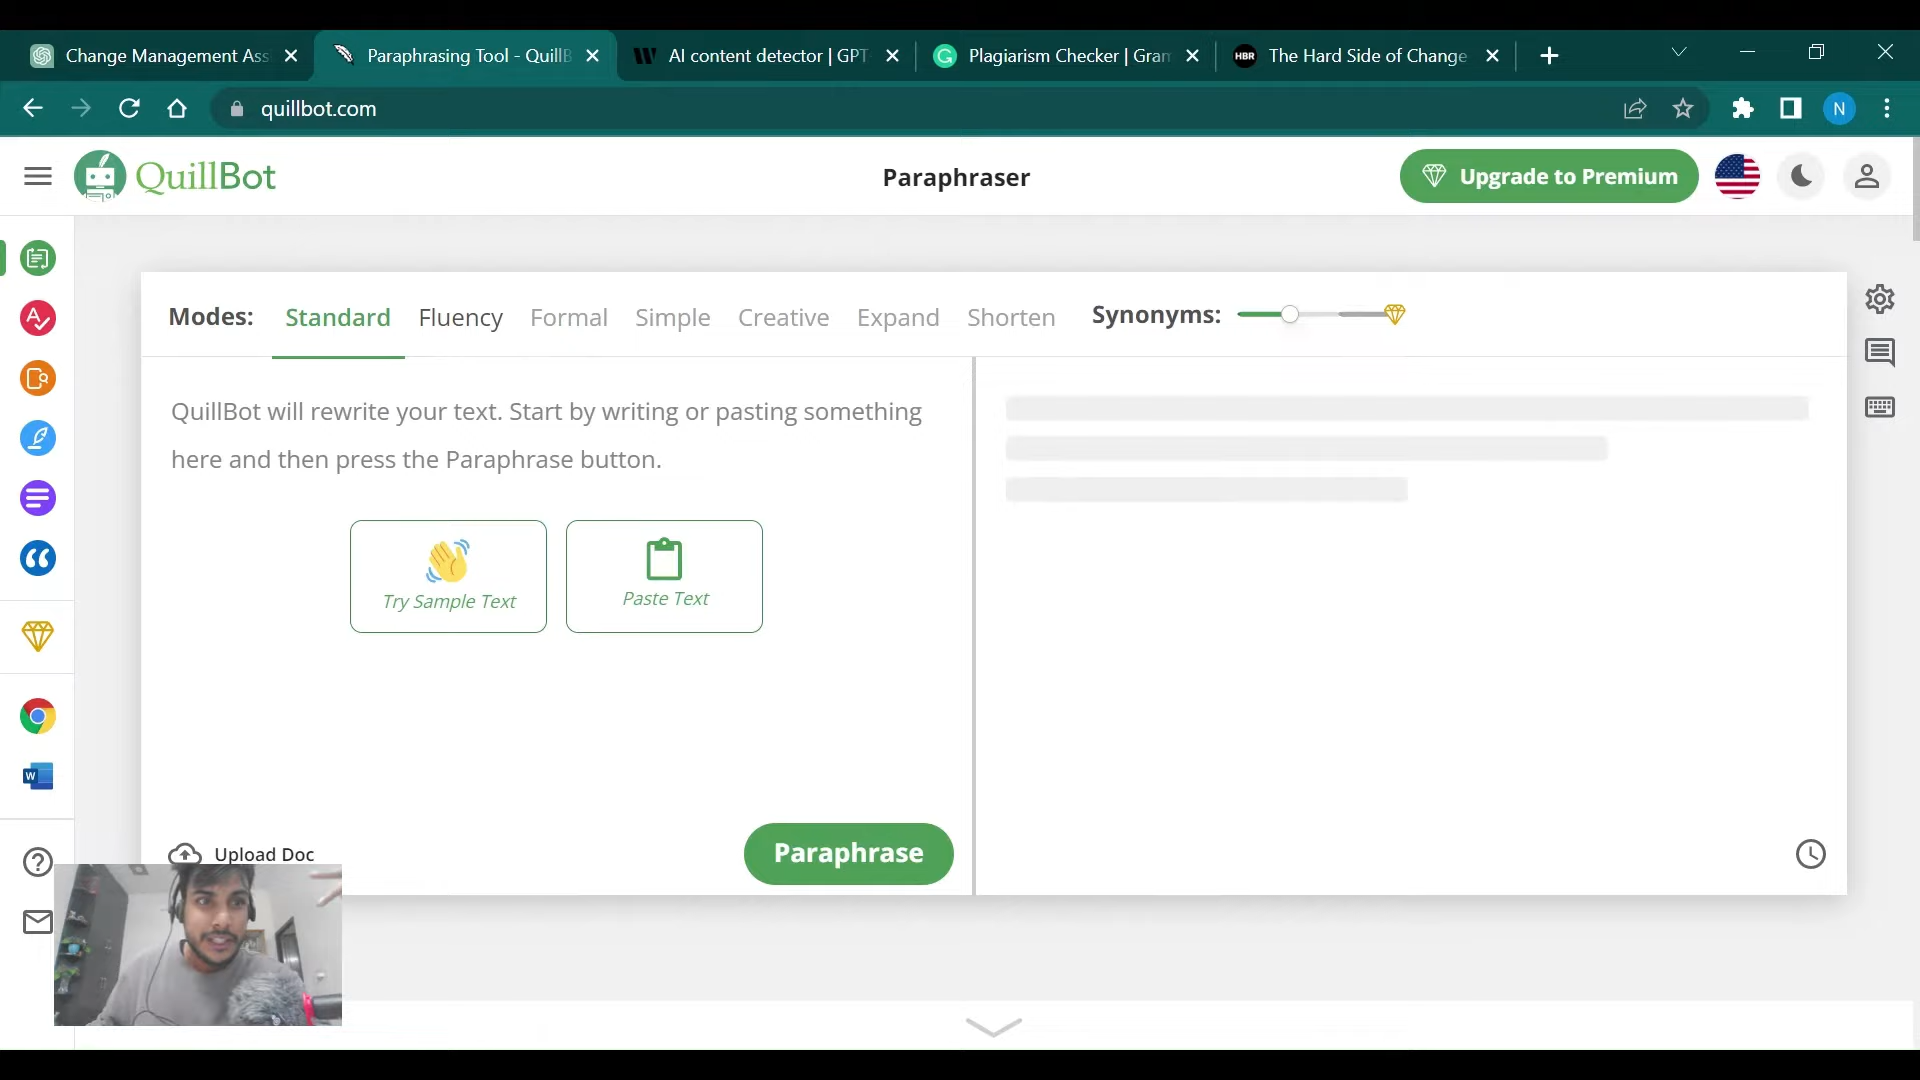 Change Management Ass
Paraphrasing Tool - QuillB
AI content detector | GPT-
Plagiarism Checker | Gram
HBR
The Hard Side of Change
quillbot.com
N
QuillBot
Paraphraser
Upgrade to Premium
Modes:
Standard
Fluency
Formal
Simple
Creative
Expand
Shorten
Synonyms:
QuillBot will rewrite your text. Start by writing or pasting something
here and then press the Paraphrase button.
Try Sample Text
Paste Text
W
Upload Doc
Paraphrase